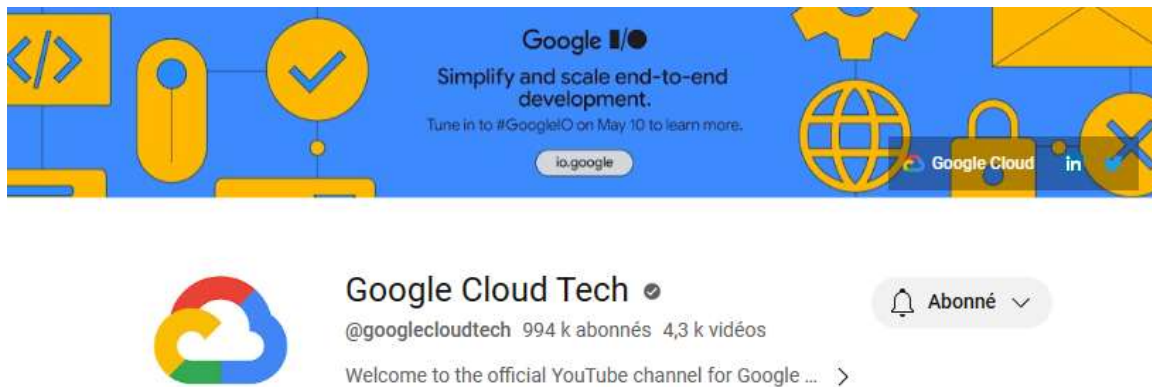 Google I/O
Simplify and scale end-to-end
development.
Tune in to #GoogleIO on May 10 to learn more.
io.google
Google Cloud in
Google Cloud Tech
Abonné
@googlecloudtech 994 k abonnés 4,3 k vidéos
Welcome to the official YouTube channel for Google ...